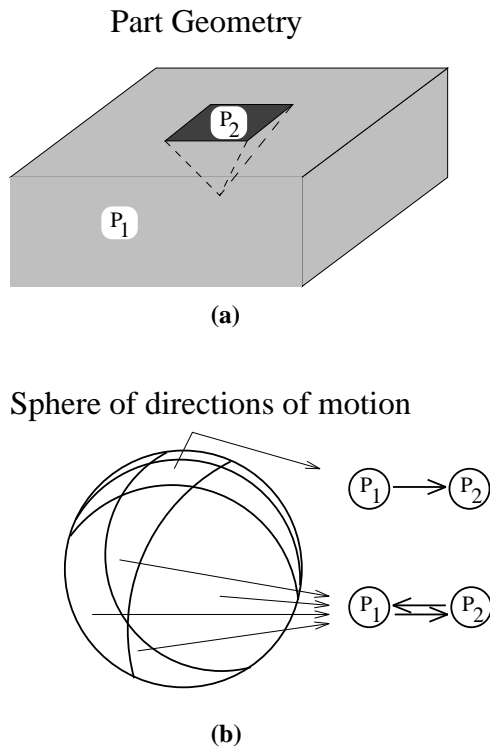 Part Geometry
P2
P1
(a)
Sphere of directions of motion
P1 P2
P1 P2
(b)